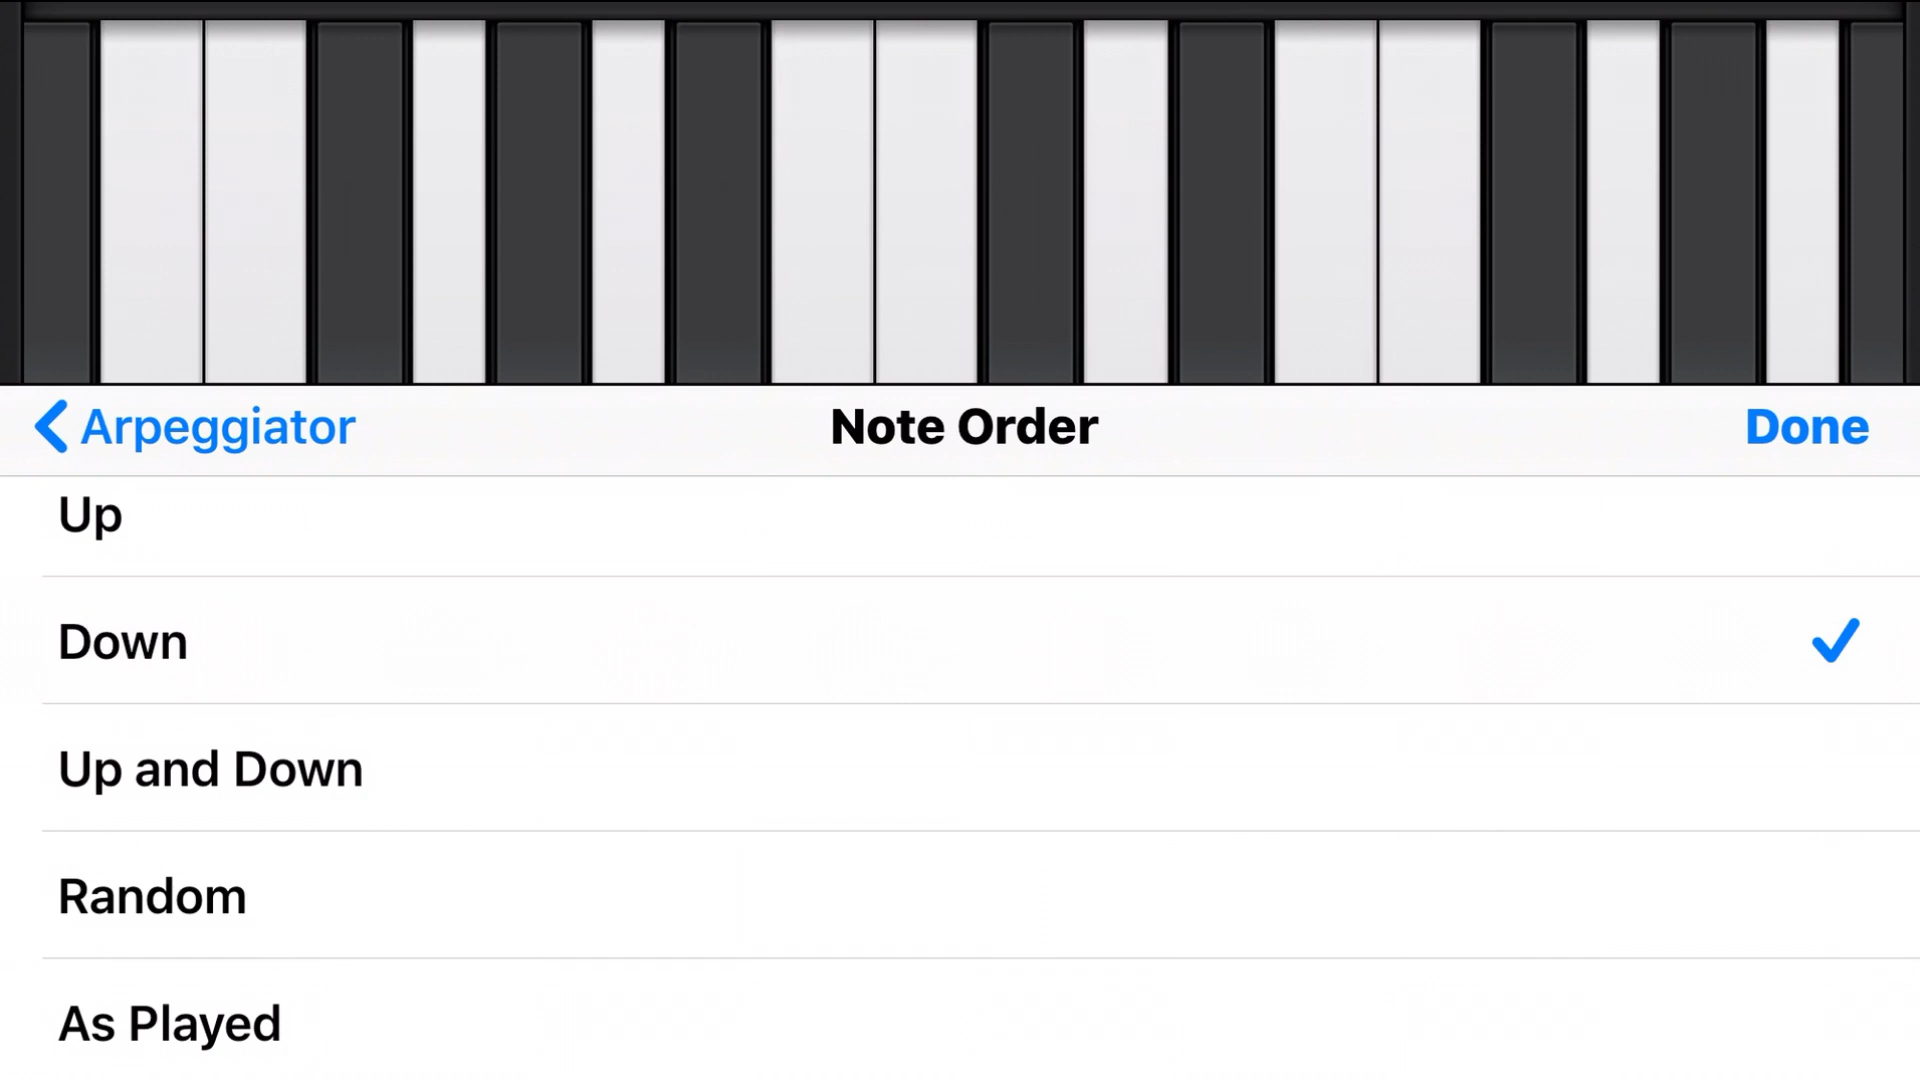 Arpeggiator
Note Order
Done
Up
Down
Up and Down
Random
As Played